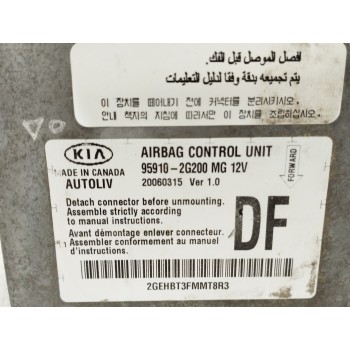 افصل الموصل قبل الفك.
يتم تجميعه بدقة وفقا لدليل التعليمات
이 장치를 떼어내기 전에 커넥터를 분리시키시오.
안내 책자의 지침에 따라서만 이 장치를 조립하십시오.
KIA
MADE IN CANADA
AUTOLIV
AIRBAG CONTROL UNIT
95910-2G200 MG 12V
20060315 Ver 1.0
FORWARD
Detach connector before unmounting.
Assemble strictly according
to manual instructions.
Avant démontage enlever connecteur.
Assembler selon manuel
d'instructions.
DF
2GEHBT3FMMT8R3